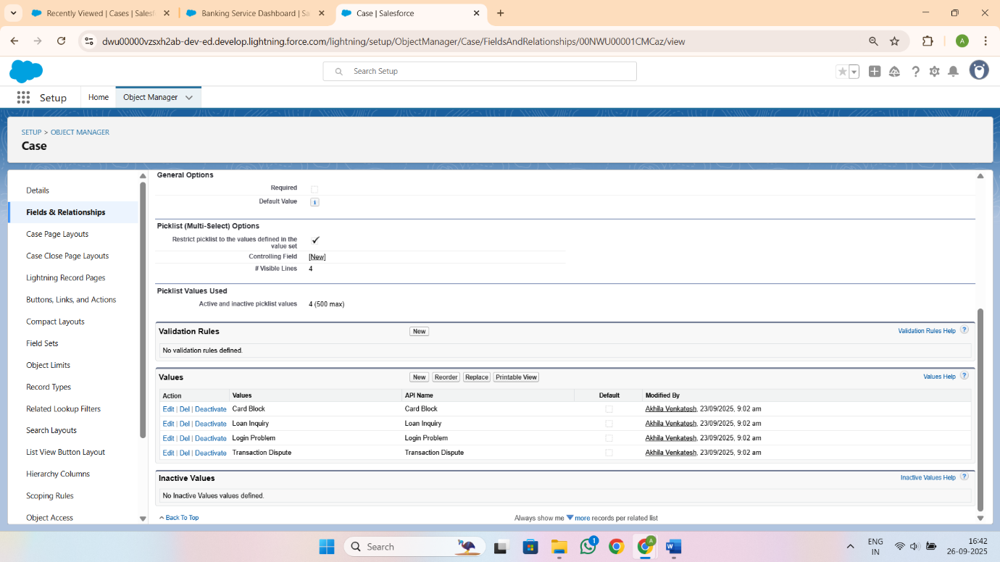 Recently Viewed | Cases | Sales
Banking Service Dashboard | Sa
Case | Salesforce
dwu00000vzsxh2ab-dev-ed.develop.lightning.force.com/lightning/setup/ObjectManager/Case/FieldsAndRelationships/00NWU00001CMCaz/view
A
Search Setup
Setup
Home
Object Manager
SETUP > OBJECT MANAGER
Case
Details
Fields & Relationships
Case Page Layouts
Case Close Page Layouts
Lightning Record Pages
Buttons, Links, and Actions
Compact Layouts
Field Sets
Object Limits
Record Types
Related Lookup Filters
Search Layouts
List View Button Layout
Hierarchy Columns
Scoping Rules
Object Access
General Options
Required
Default Value
Picklist (Multi-Select) Options
Restrict picklist to the values defined in the
value set
Controlling Field [New]
# Visible Lines 4
Picklist Values Used
Active and inactive picklist values 4 (500 max)
Validation Rules New Validation Rules Help ?
No validation rules defined.
Values New Reorder Replace Printable View Values Help ?
Action Values API Name Default Modified By
Edit | Del | Deactivate Card Block Card Block Akhila Venkatesh, 23/09/2025, 9:02 am
Edit | Del | Deactivate Loan Inquiry Loan Inquiry Akhila Venkatesh, 23/09/2025, 9:02 am
Edit | Del | Deactivate Login Problem Login Problem Akhila Venkatesh, 23/09/2025, 9:02 am
Edit | Del | Deactivate Transaction Dispute Transaction Dispute Akhila Venkatesh, 23/09/2025, 9:02 am
Inactive Values Inactive Values Help ?
No Inactive Values values defined.
Back To Top Always show me more records per related list
Search
1
A
ENG
IN
16:42
26-09-2025